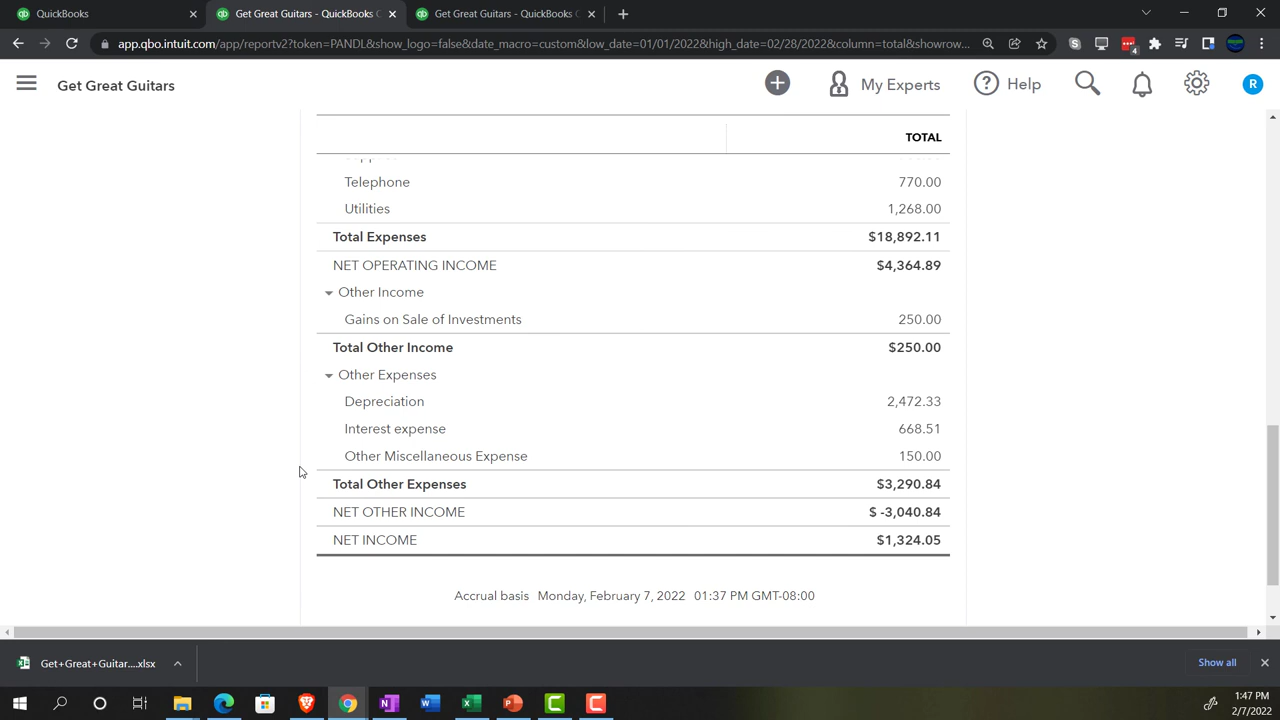 QuickBooks
Get Great Guitars - QuickBooks
Get Great Guitars - QuickBooks
app.qbo.intuit.com/app/reportv2?token=PANDL&show_logo=false&date_macro=custom&low_date=01/01/2022&high_date=02/28/2022&column=total&showrow...
4
Get Great Guitars
My Experts
Help
R
TOTAL
Telephone 770.00
Utilities 1,268.00
Total Expenses $18,892.11
NET OPERATING INCOME $4,364.89
Other Income
Gains on Sale of Investments 250.00
Total Other Income $250.00
Other Expenses
Depreciation 2,472.33
Interest expense 668.51
Other Miscellaneous Expense 150.00
Total Other Expenses $3,290.84
NET OTHER INCOME $ -3,040.84
NET INCOME $1,324.05
Accrual basis Monday, February 7, 2022 01:37 PM GMT-08:00
Get+Great+Guitar....xlsx
Show all
1:47 PM
2/7/2022